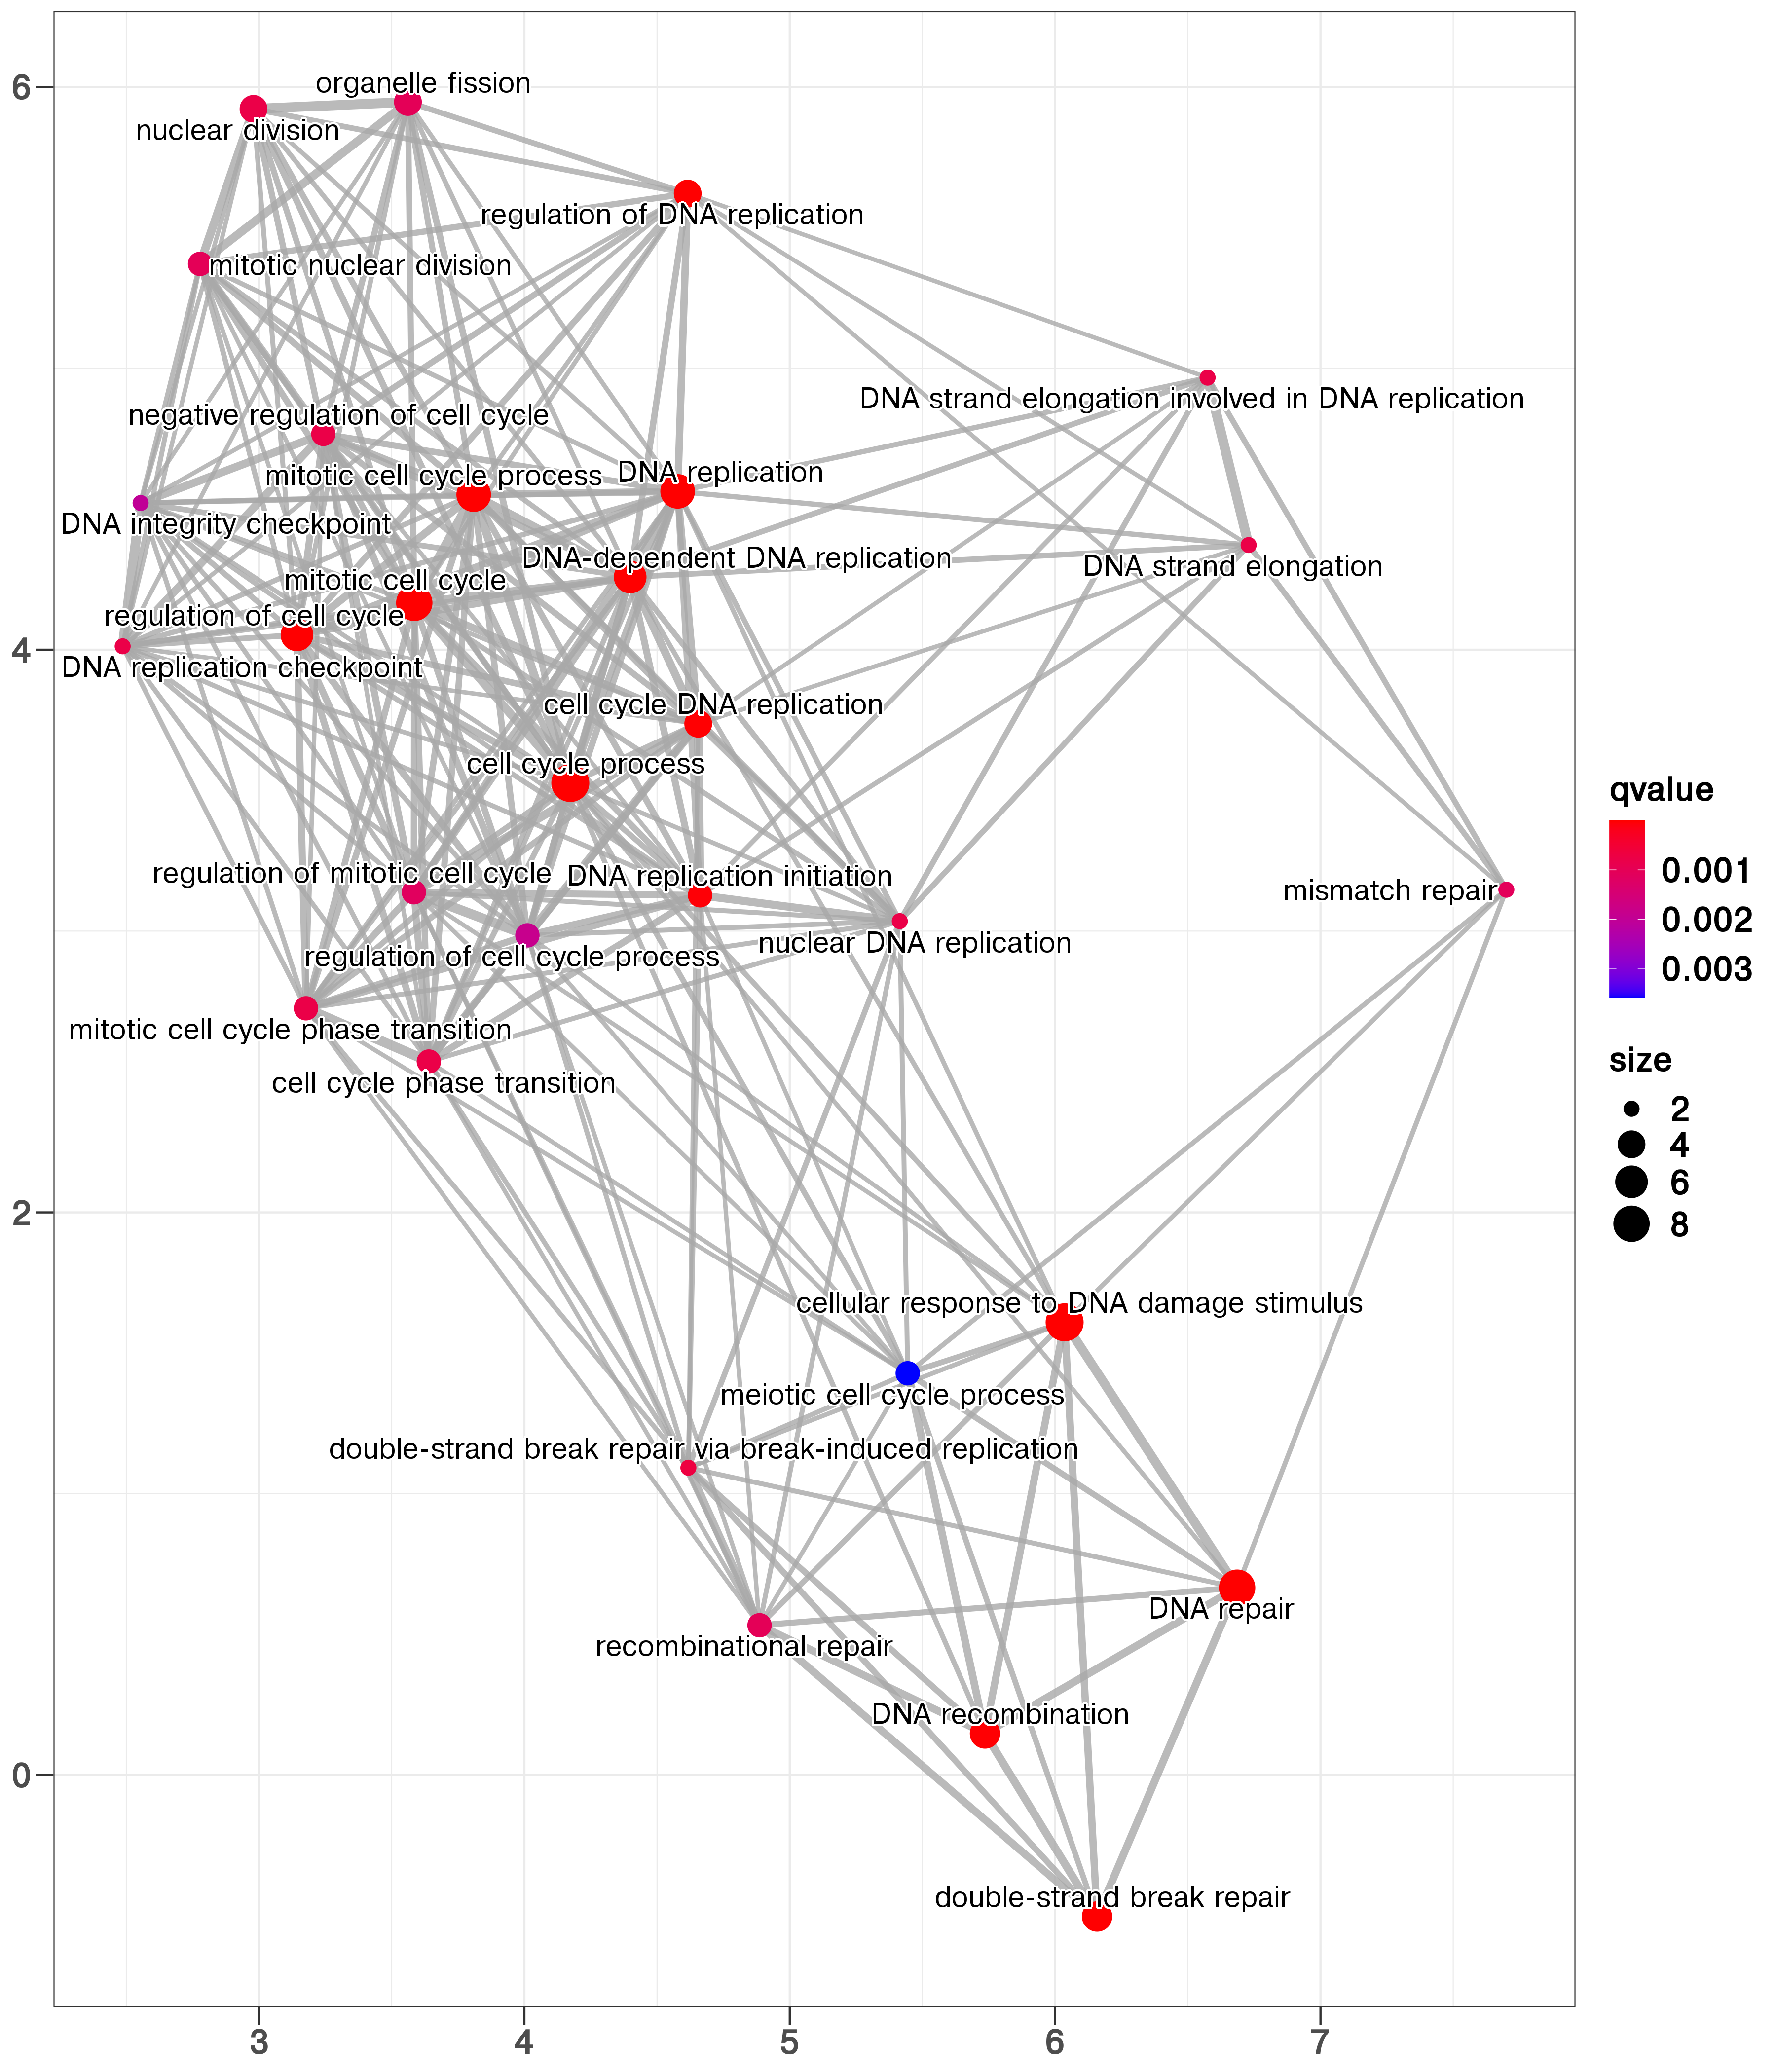 6
organelle fission
nuclear division
regulation of DNA replication
mitotic nuclear division
DNA strand elongation involved in DNA replication
negative regulation of cell cycle
mitotic cell cycle process
DNA replication
DNA integrity checkpoint
DNA-dependent DNA replication
DNA strand elongation
mitotic cell cycle
regulation of cell cycle
4
DNA replication checkpoint
cell cycle DNA replication
cell cycle process
regulation of mitotic cell cycle
DNA replication initiation
mismatch repair
nuclear DNA replication
regulation of cell cycle process
mitotic cell cycle phase transition
cell cycle phase transition
2
cellular response to DNA damage stimulus
meiotic cell cycle process
double-strand break repair via break-induced replication
DNA repair
recombinational repair
DNA recombination
0
double-strand break repair
3 4 5 6 7
qvalue
0.001
0.002
0.003
size
2
4
6
8